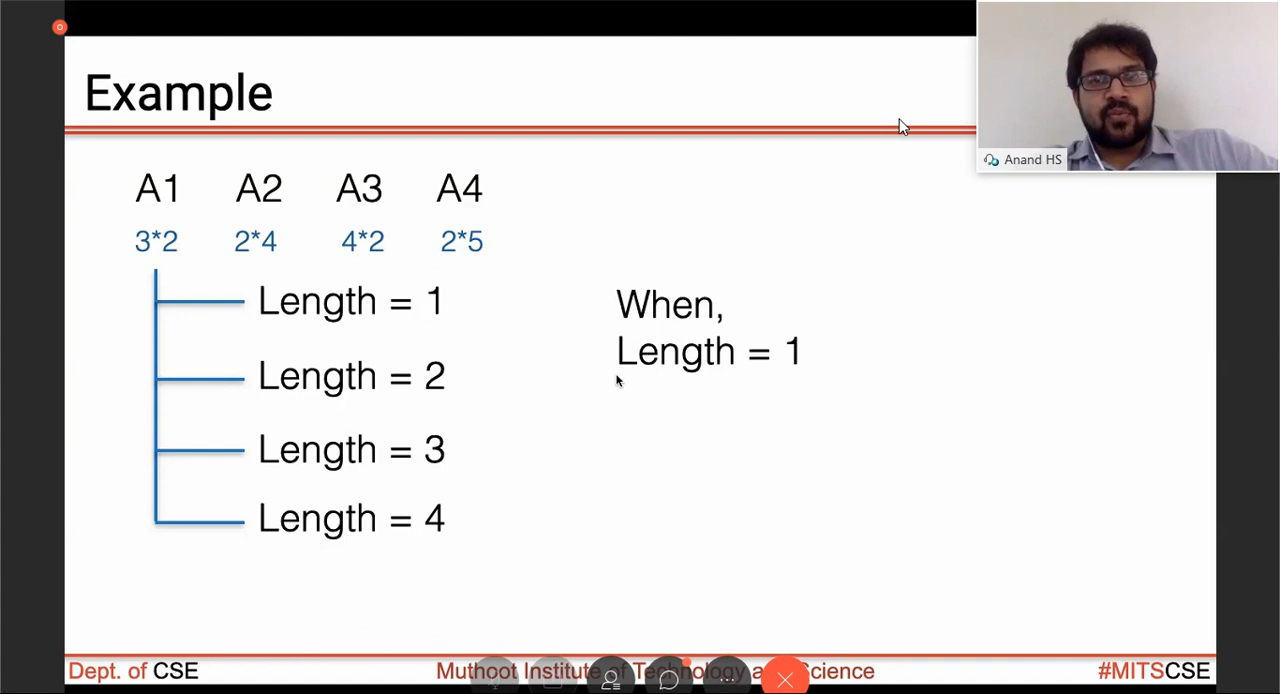 Example
Anand HS
A1 A2 A3 A4
3*2 2*4 4*2 2*5
Length = 1
Length = 2
Length = 3
Length = 4
When,
Length = 1
Dept. of CSE
Muthoot Institute of Technology and Science
#MITSCSE